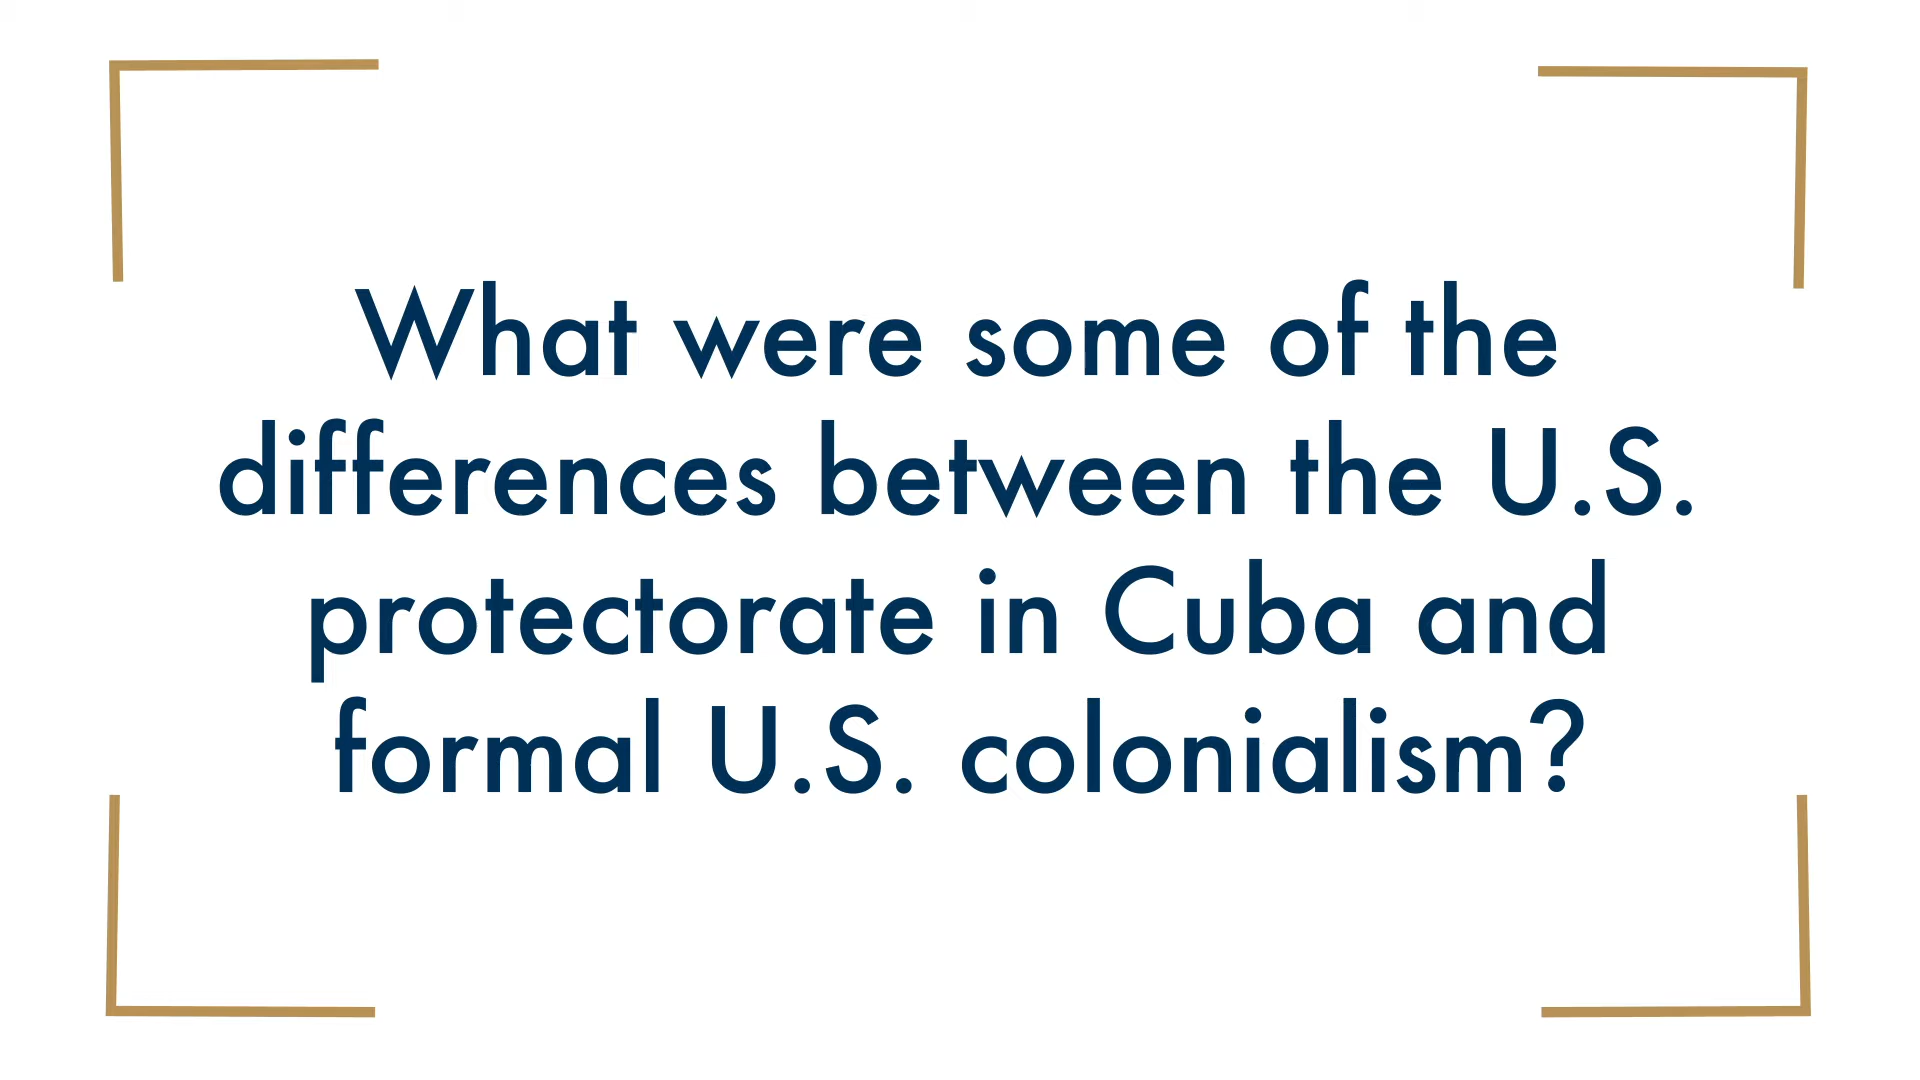 What were some of the
differences between the U.S.
protectorate in Cuba and
formal U.S. colonialism?